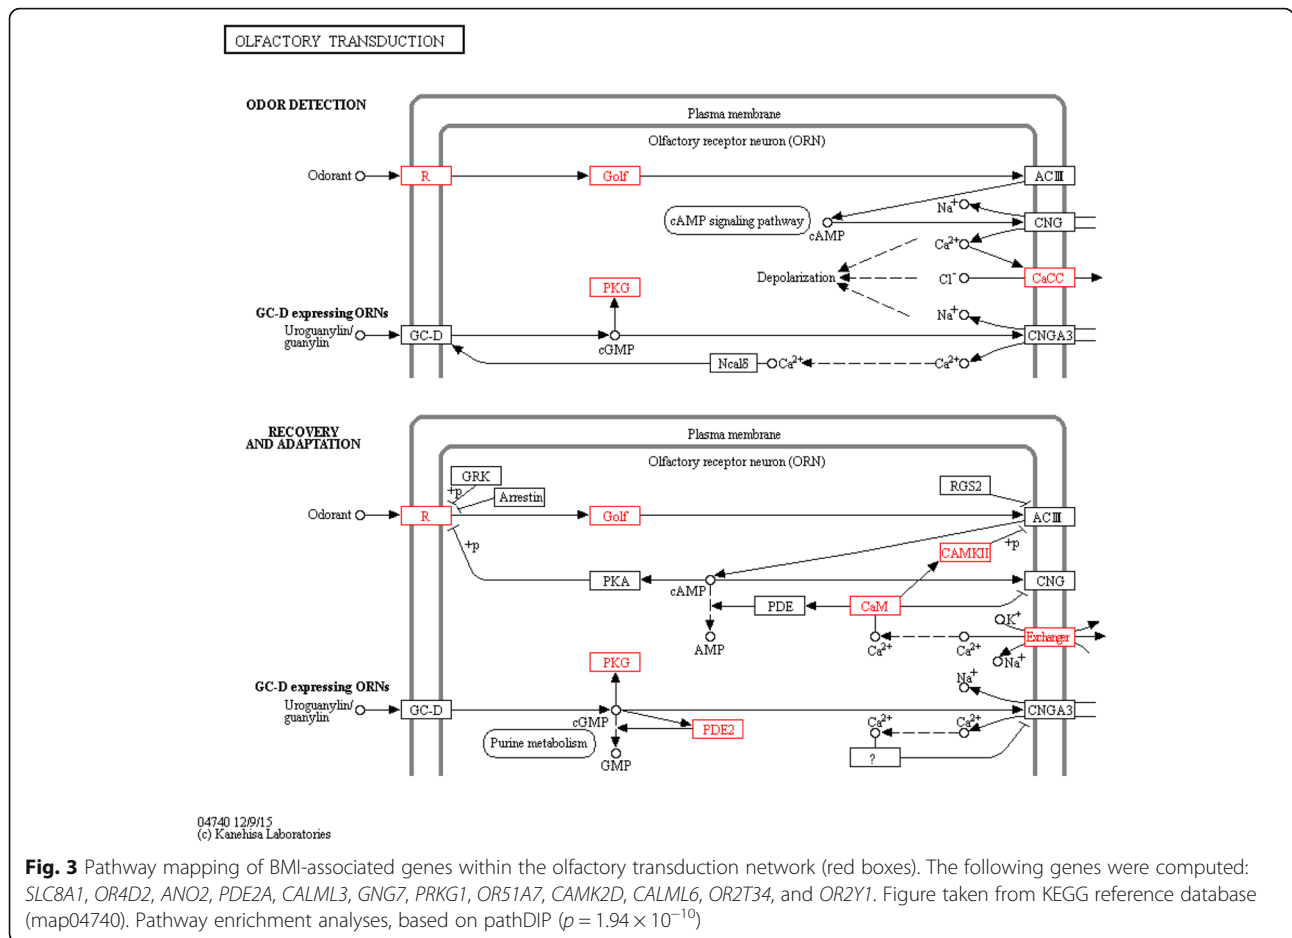 OLFACTORY TRANSDUCTION
ODOR DETECTION
Plasma membrane
Olfactory receptor neuron (ORN)
Odorant
R
Golf
ACIII
cAMP signaling pathway
cAMP
Na+
CNG
Ca2+
Depolarization
Cl-
CaCC
PKG
GC-D expressing ORNs
Uroguanylin/
guanylin
GC-D
cGMP
Na+
CNGA3
Ncalδ
Ca2+
Ca2+
RECOVERY
AND ADAPTATION
Plasma membrane
Olfactory receptor neuron (ORN)
GRK
+p
Arrestin
RGS2
Odorant
R
Golf
ACIII
+p
CAMKII
+p
PKA
cAMP
CNG
PDE
CaM
K+
AMP
Ca2+
Ca2+
Exchanger
Na+
PKG
GC-D expressing ORNs
Uroguanylin/
guanylin
GC-D
cGMP
Na+
CNGA3
PDE2
Ca2+
Ca2+
Purine metabolism
GMP
?
04740 12/9/15
(c) Kanehisa Laboratories
Fig. 3 Pathway mapping of BMI-associated genes within the olfactory transduction network (red boxes). The following genes were computed:
SLC8A1, OR4D2, ANO2, PDE2A, CALML3, GNG7, PRKG1, OR51A7, CAMK2D, CALML6, OR2T34, and OR2Y1. Figure taken from KEGG reference database
(map04740). Pathway enrichment analyses, based on pathDIP (p = 1.94 × 10−10)